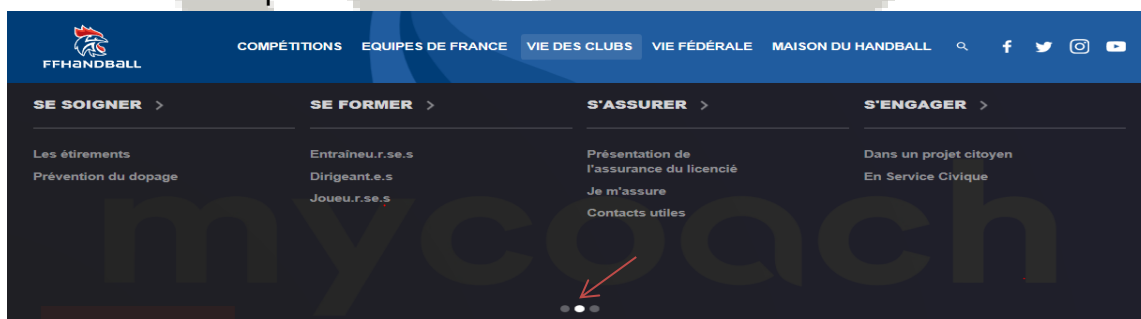 FFHANDBALL
COMPÉTITIONS EQUIPES DE FRANCE VIE DES CLUBS VIE FÉDÉRALE MAISON DU HANDBALL
SE SOIGNER >
Les étirements
Prévention du dopage
SE FORMER >
Entraîneu.r.se.s
Dirigeant.e.s
Joueu.r.se.s
S'ASSURER >
Présentation de
l'assurance du licencié
Je m'assure
Contacts utiles
S'ENGAGER >
Dans un projet citoyen
En Service Civique
mycoach